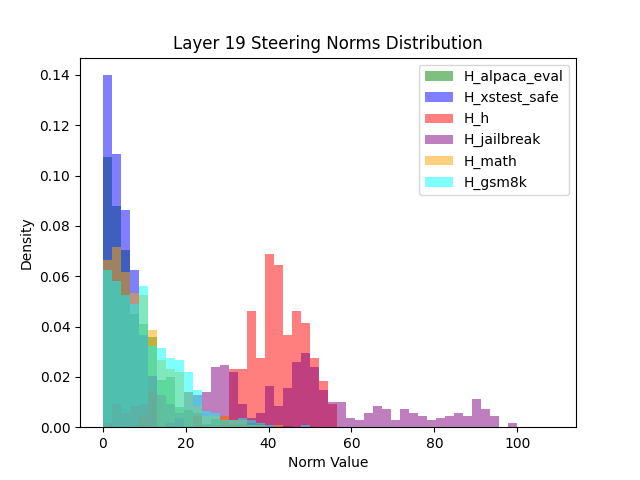 Layer 19 Steering Norms Distribution
H_alpaca_eval
H_xstest_safe
H_h
H_jailbreak
H_math
H_gsm8k
0.14
0.12
0.10
0.08
0.06
0.04
0.02
0.00
Density
0 20 40 60 80 100
Norm Value